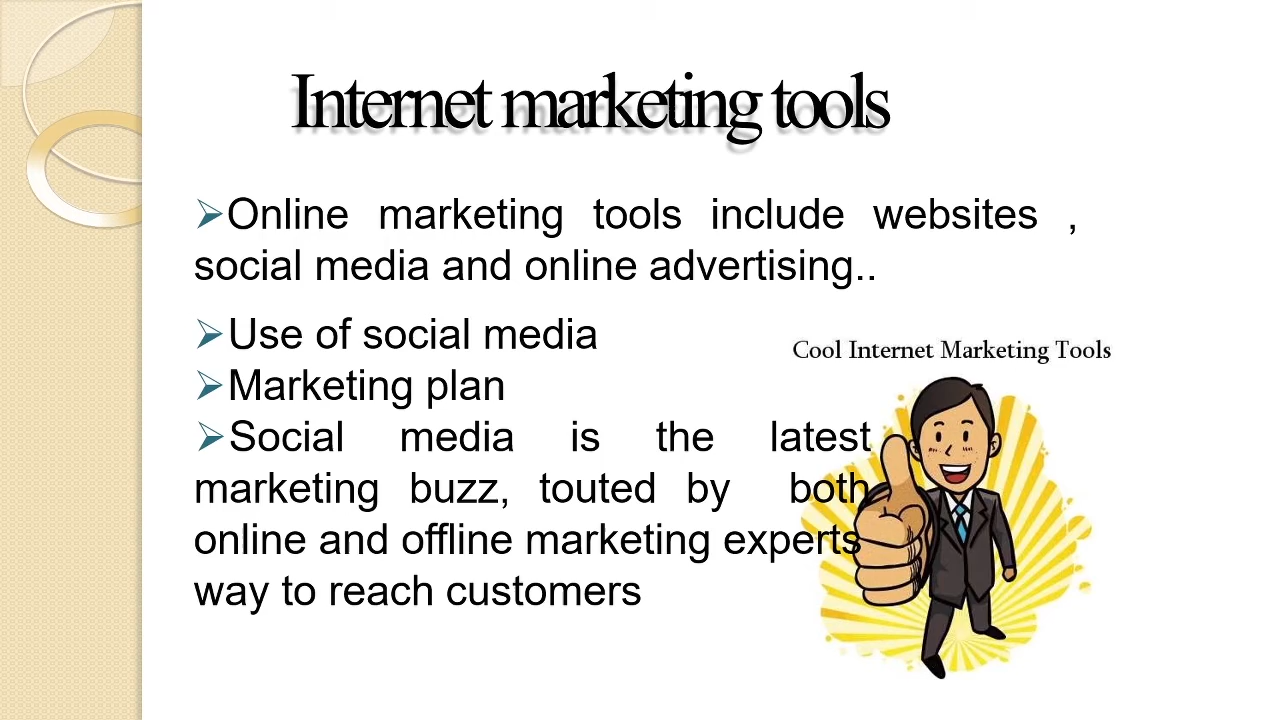 Internet marketing tools
➢Online marketing tools include websites ,
social media and online advertising..
➢Use of social media
Cool Internet Marketing Tools
➢Marketing plan
➢Social media is the latest
marketing buzz, touted by both
online and offline marketing experts
way to reach customers